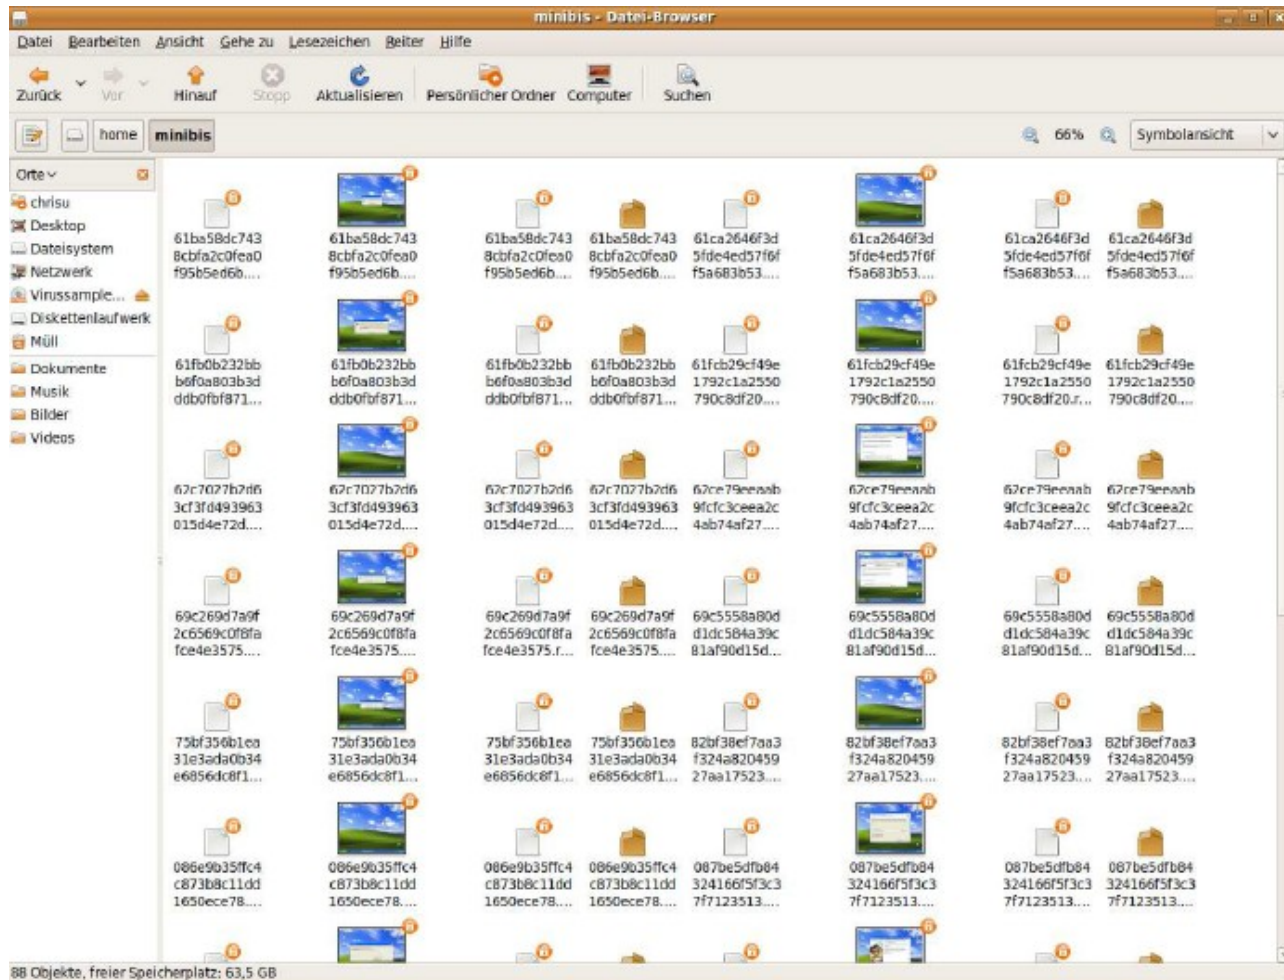 minibis - Datei-Browser
Datei Bearbeiten Ansicht Gehe zu Lesezeichen Reiter Hilfe
Zurück Vor Hinauf Stopp Aktualisieren Persönlicher Ordner Computer Suchen
home minibis 66% Symbolansicht
Orte
chrisu
Desktop
Dateisystem
Netzwerk
Virussample...
Diskettenlaufwerk
Müll
Dokumente
Musik
Bilder
Videos
61ba58dc743 61ba58dc743 61ba58dc743 61ba58dc743 61ca2646f3d 61ca2646f3d 61ca2646f3d 61ca2646f3d
8cbfa2c0fea0 8cbfa2c0fea0 8cbfa2c0fea0 8cbfa2c0fea0 5fde4ed57f6f 5fde4ed57f6f 5fde4ed57f6f 5fde4ed57f6f
f95b5ed6b.... f95b5ed6b.... f95b5ed6b.... f95b5ed6b.... f5a683b53.... f5a683b53.... f5a683b53.... f5a683b53....
61fb0b232bb 61fb0b232bb 61fb0b232bb 61fb0b232bb 61fcb29cf49e 61fcb29cf49e 61fcb29cf49e 61fcb29cf49e
b6f0a803b3d b6f0a803b3d b6f0a803b3d b6f0a803b3d 1792c1a2550 1792c1a2550 1792c1a2550 1792c1a2550
ddb0fbf871... ddb0fbf871... ddb0fbf871... ddb0fbf871... 790c8df20.... 790c8df20.... 790c8df20.r... 790c8df20....
62c7027b2d6 62c7027b2d6 62c7027b2d6 62c7027b2d6 62ce79eeaab 62ce79eeaab 62ce79eeaab 62ce79eeaab
3cf3fd493963 3cf3fd493963 3cf3fd493963 3cf3fd493963 9fcfc3ceea2c 9fcfc3ceea2c 9fcfc3ceea2c 9fcfc3ceea2c
015d4e72d.... 015d4e72d.... 015d4e72d.... 015d4e72d.... 4ab74af27.... 4ab74af27.... 4ab74af27.... 4ab74af27....
69c269d7a9f 69c269d7a9f 69c269d7a9f 69c269d7a9f 69c5558a80d 69c5558a80d 69c5558a80d 69c5558a80d
2c6569c0f8fa 2c6569c0f8fa 2c6569c0f8fa 2c6569c0f8fa d1dc584a39c d1dc584a39c d1dc584a39c d1dc584a39c
fce4e3575.... fce4e3575.... fce4e3575.r... fce4e3575.... 81af90d15d... 81af90d15d... 81af90d15d... 81af90d15d...
75bf356b1ea 75bf356b1ea 75bf356b1ea 75bf356b1ea 82bf38ef7aa3 82bf38ef7aa3 82bf38ef7aa3 82bf38ef7aa3
31e3ada0b34 31e3ada0b34 31e3ada0b34 31e3ada0b34 f324a820459 f324a820459 f324a820459 f324a820459
e6856dc8f1... e6856dc8f1... e6856dc8f1... e6856dc8f1... 27aa17523.... 27aa17523.... 27aa17523.... 27aa17523....
086e9b35ffc4 086e9b35ffc4 086e9b35ffc4 086e9b35ffc4 087be5dfb84 087be5dfb84 087be5dfb84 087be5dfb84
c873b8c11dd c873b8c11dd c873b8c11dd c873b8c11dd 324166f5f3c3 324166f5f3c3 324166f5f3c3 324166f5f3c3
1650ece78.... 1650ece78.... 1650ece78.... 1650ece78.... 7f7123513.... 7f7123513.... 7f7123513.... 7f7123513....
88 Objekte, freier Speicherplatz: 63,5 GB